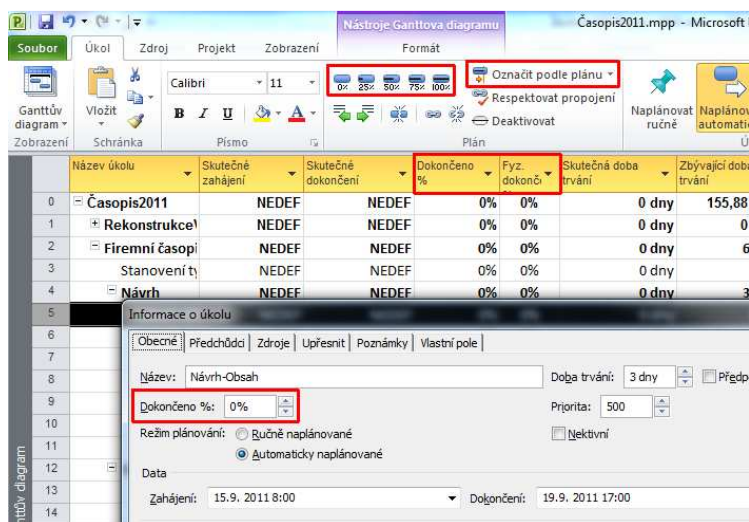 Nástroje Ganttova diagramu
Časopis2011.mpp - Microsoft
Soubor Úkol Zdroj Projekt Zobrazení Formát
Ganttův diagram
Vložit
Calibri 11
B I U A
0% 25% 50% 75% 100%
Označit podle plánu
Respektovat propojení
Deaktivovat
Naplánovat ručně
Zobrazení Schránka Písmo Plán
Název úkolu Skutečné zahájení Skutečné dokončení Dokončeno % Fyz. Skutečná doba trvání Zbývající doba trvání
0 Časopis2011 NEDEF NEDEF 0% 0% 0 dny 155,88
1 NEDEF NEDEF 0% 0% 0 dny 0
2 Firemní časopi NEDEF NEDEF 0% 0% 0 dny 6
3 Stanovení ty NEDEF NEDEF 0% 0% 0 dny
4 Návrh NEDEF NEDEF 0% 0% 0 dny 3
5
6
7
8
9
10
11
12
13
14
Informace o úkolu
Obecné Předchůdci Zdroje Upřesnit Poznámky Vlastní pole
Název: Návrh-Obsah Doba trvání: 3 dny Předp
Dokončeno %: 0% Priorita: 500
Režim plánování: Ručně naplánované Nektivní
Automaticky naplánované
Data
Zahájení: 15.9. 2011 8:00 Dokončení: 19.9. 2011 17:00
diagram